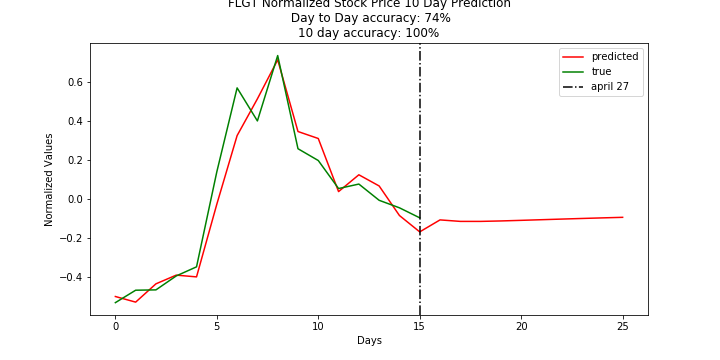 FLGT Normalized Stock Price 10 Day Prediction
Day to Day accuracy: 74%
10 day accuracy: 100%
predicted
true
april 27
Normalized Values
0.6
0.4
0.2
0.0
−0.2
−0.4
0
5
10
15
20
25
Days